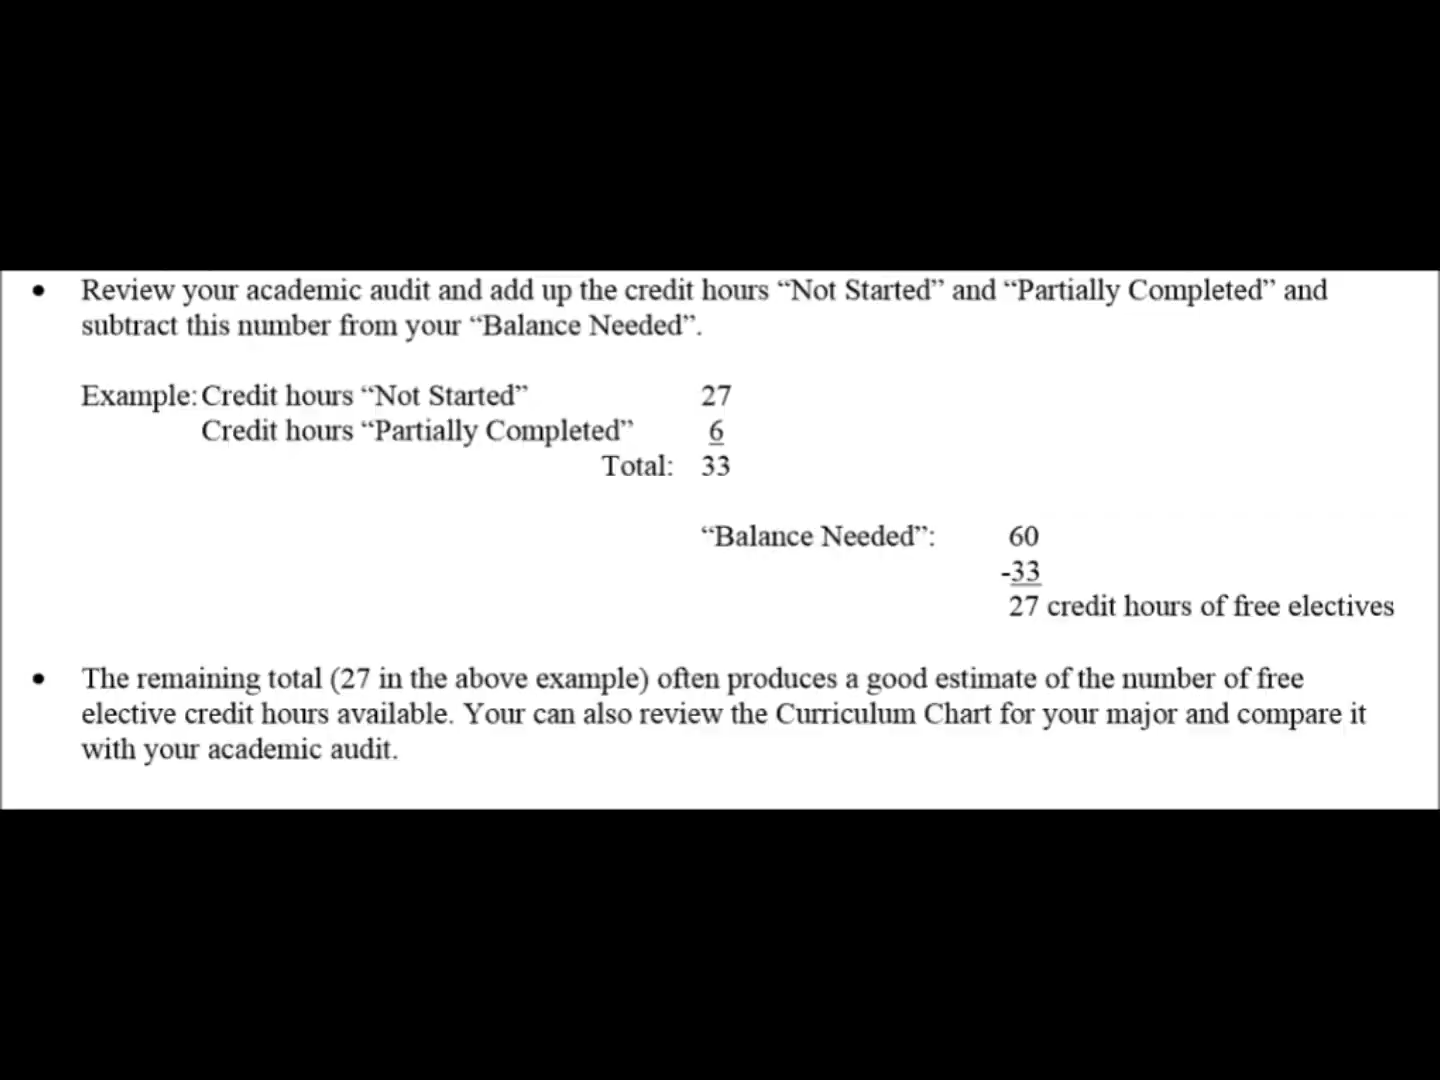 • Review your academic audit and add up the credit hours “Not Started” and “Partially Completed” and
subtract this number from your “Balance Needed”.
Example: Credit hours “Not Started” 27
Credit hours “Partially Completed” 6
Total: 33
“Balance Needed”: 60
-33
27 credit hours of free electives
• The remaining total (27 in the above example) often produces a good estimate of the number of free
elective credit hours available. Your can also review the Curriculum Chart for your major and compare it
with your academic audit.